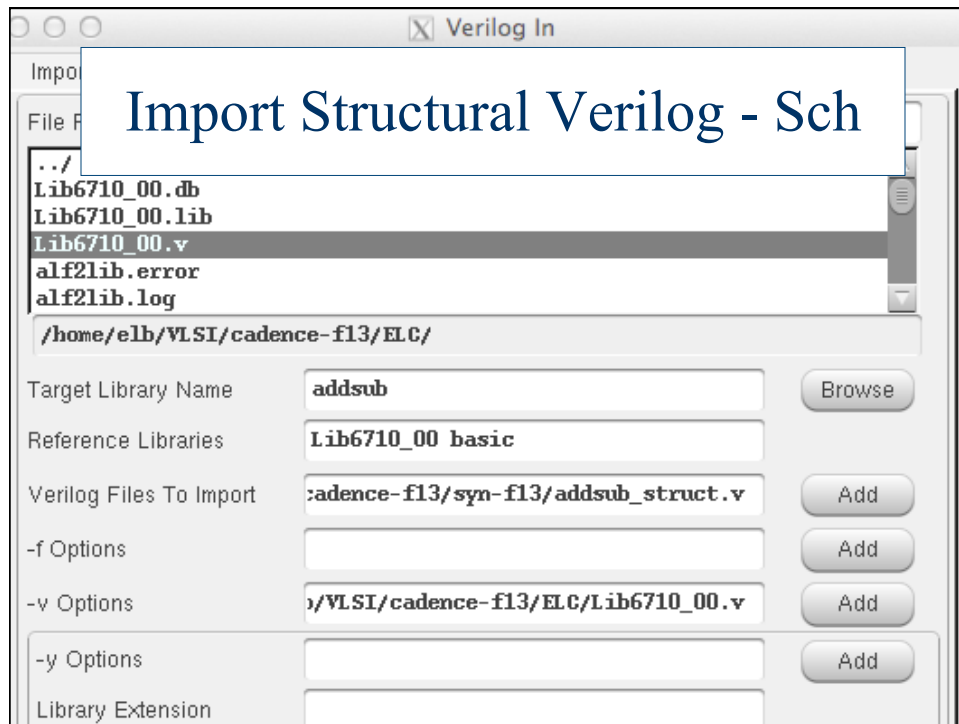 Verilog In
Impor
Import Structural Verilog - Sch
File F
../
Lib6710_00.db
Lib6710_00.lib
Lib6710_00.v
alf2lib.error
alf2lib.log
/home/elb/VLSI/cadence-f13/ELC/
Target Library Name addsub Browse
Reference Libraries Lib6710_00 basic
Verilog Files To Import :adence-f13/syn-f13/addsub_struct.v Add
-f Options Add
-v Options /VLSI/cadence-f13/ELC/Lib6710_00.v Add
-y Options Add
Library Extension